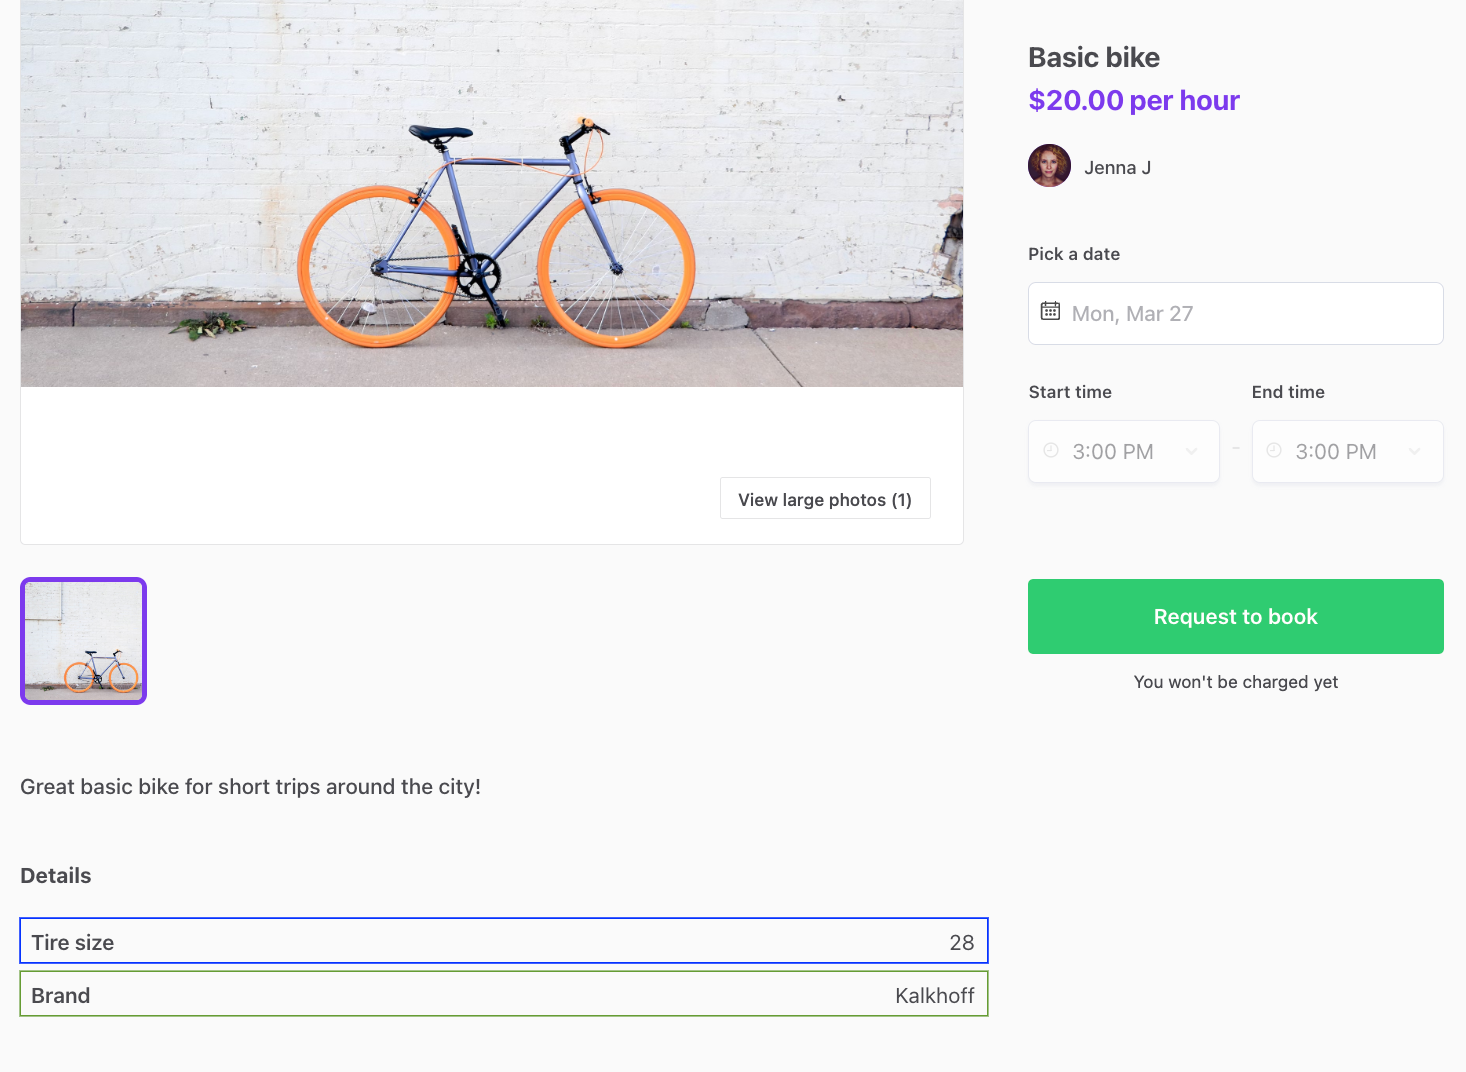 Basic bike
$20.00 per hour
Jenna J
Pick a date
Mon, Mar 27
Start time
End time
3:00 PM
-
3:00 PM
View large photos (1)
Request to book
You won't be charged yet
Great basic bike for short trips around the city!
Details
Tire size 28
Brand Kalkhoff